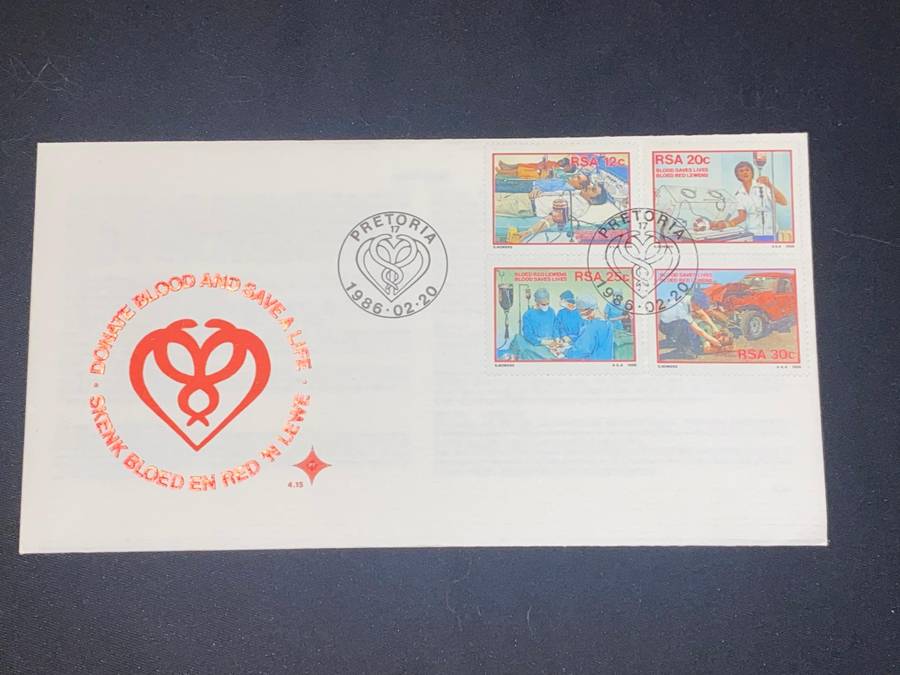 RSA 12c
RSA 20c
BLOOD SAVES LIVES
BLOED RED LEWENS
PRETORIA
17
1986·02·20
PRETORIA
17
1986·02·20
BLOED RED LEWENS
BLOOD SAVES LIVES
RSA 25c
BLOED RED LEWENS
BLOOD SAVES LIVES
RSA 30c
· DONATE BLOOD AND SAVE A LIFE ·
SKENK BLOED EN RED 'N LEWE
4.15